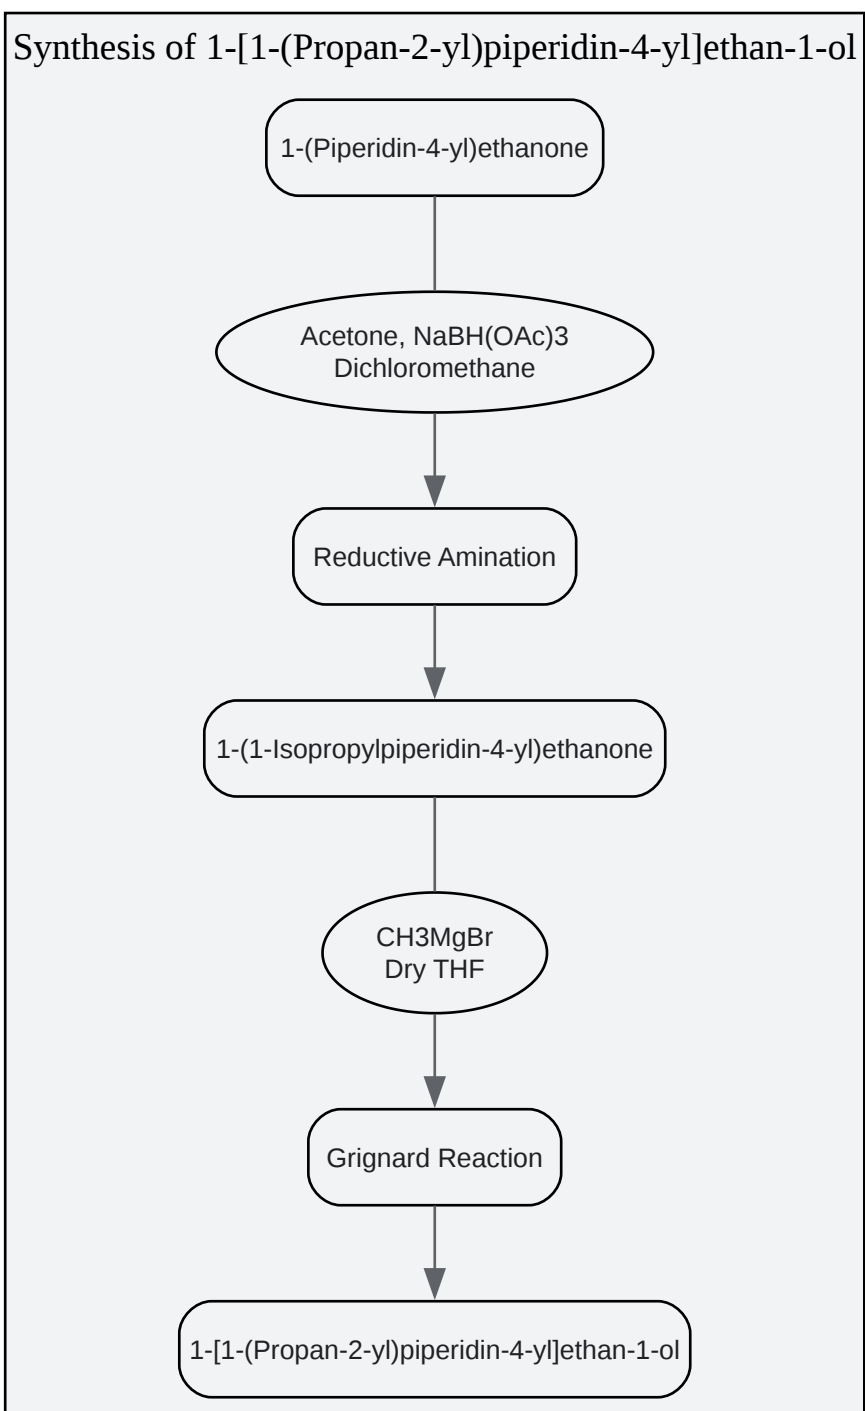 Synthesis of 1-[1-(Propan-2-yl)piperidin-4-yl]ethan-1-ol
1-(Piperidin-4-yl)ethanone
Acetone, NaBH(OAc)3
Dichloromethane
Reductive Amination
1-(1-Isopropylpiperidin-4-yl)ethanone
CH3MgBr
Dry THF
Grignard Reaction
1-[1-(Propan-2-yl)piperidin-4-yl]ethan-1-ol